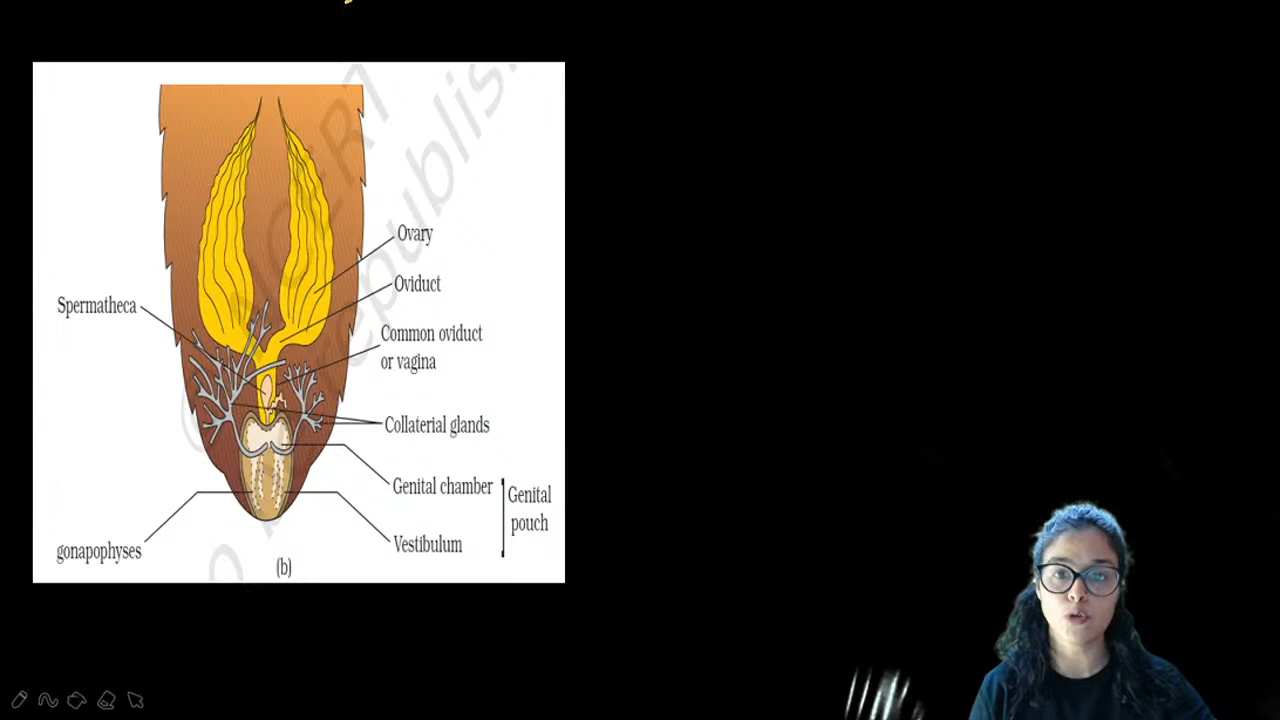 Ovary
Oviduct
Spermatheca
Common oviduct
or vagina
Collaterial glands
Genital chamber
Genital
pouch
gonapophyses
Vestibulum
(b)